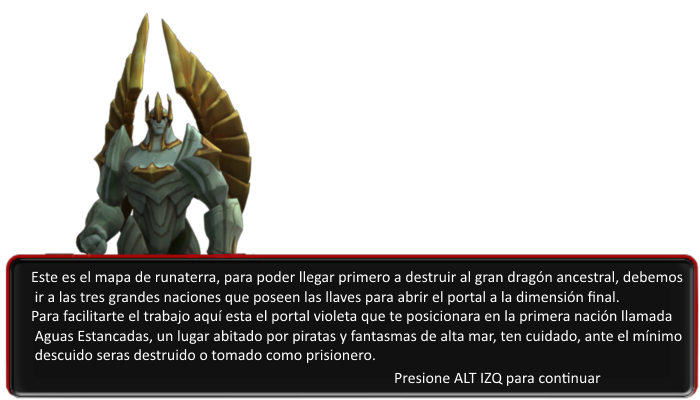 Este es el mapa de runaterra, para poder llegar primero a destruir al gran dragón ancestral, debemos
ir a las tres grandes naciones que poseen las llaves para abrir el portal a la dimensión final.
Para facilitarte el trabajo aquí esta el portal violeta que te posicionara en la primera nación llamada
Aguas Estancadas, un lugar abitado por piratas y fantasmas de alta mar, ten cuidado, ante el mínimo
descuido seras destruido o tomado como prisionero.
Presione ALT IZQ para continuar